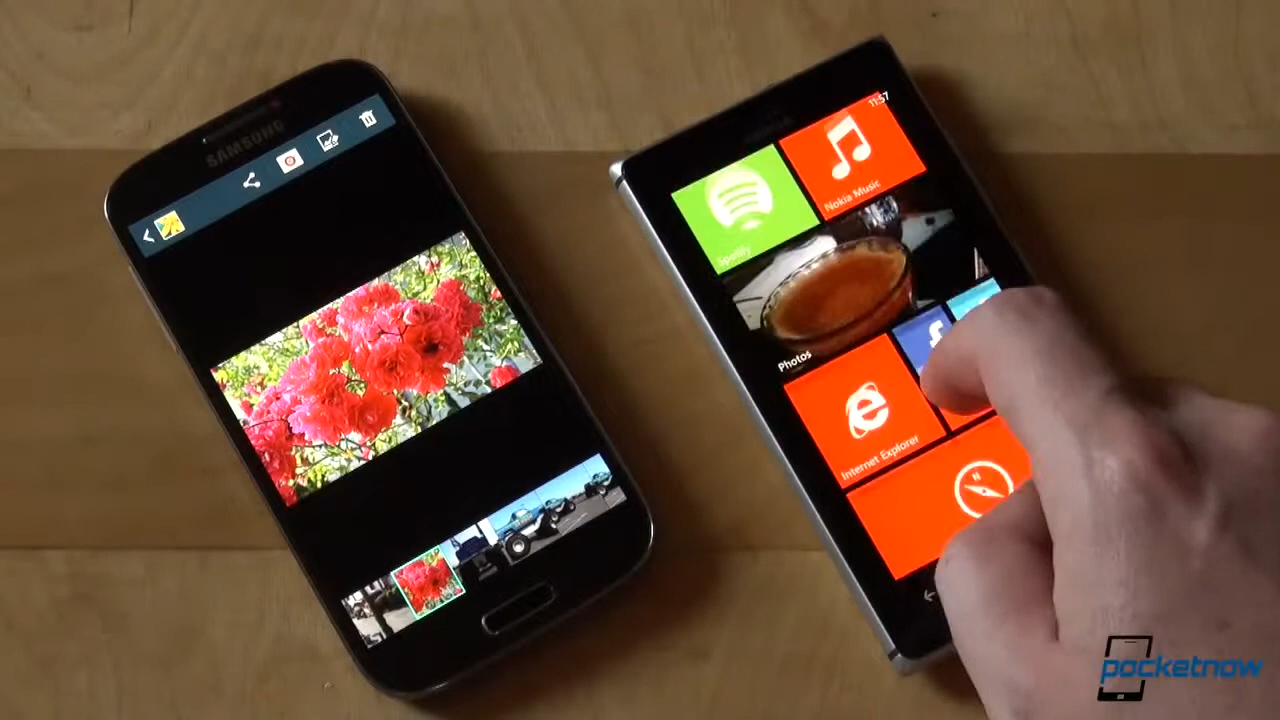 SAMSUNG
11:57
Spotify
Nokia Music
Photos
f
Internet Explorer
N
pocketnow